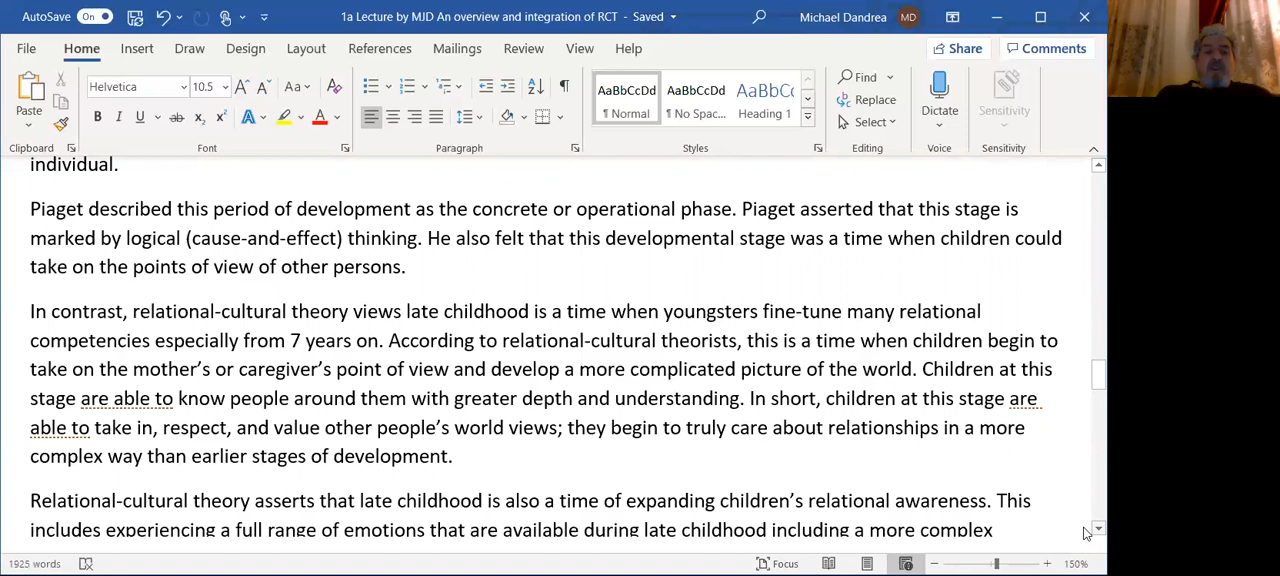 AutoSave On 1a Lecture by MJD An overview and integration of RCT - Saved Michael Dandrea MD
File Home Insert Draw Design Layout References Mailings Review View Help Share Comments
Helvetica 10.5 Aa AaBbCcDd AaBbCcDd AaBbCc Find
Paste Replace
B I U ab x₂ x² A A ¶ Normal ¶ No Spac... Heading 1 Select Dictate Sensitivity
Clipboard Font Paragraph Styles Editing Voice Sensitivity
individual.
Piaget described this period of development as the concrete or operational phase. Piaget asserted that this stage is
marked by logical (cause-and-effect) thinking. He also felt that this developmental stage was a time when children could
take on the points of view of other persons.
In contrast, relational-cultural theory views late childhood is a time when youngsters fine-tune many relational
competencies especially from 7 years on. According to relational-cultural theorists, this is a time when children begin to
take on the mother's or caregiver's point of view and develop a more complicated picture of the world. Children at this
stage are able to know people around them with greater depth and understanding. In short, children at this stage are
able to take in, respect, and value other people's world views; they begin to truly care about relationships in a more
complex way than earlier stages of development.
Relational-cultural theory asserts that late childhood is also a time of expanding children's relational awareness. This
includes experiencing a full range of emotions that are available during late childhood including a more complex
1925 words Focus 150%